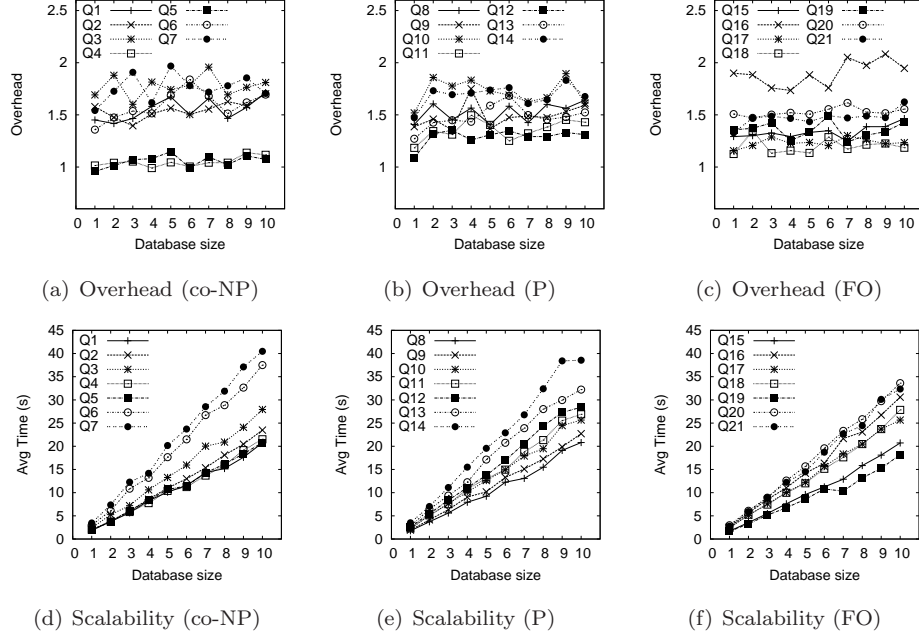 2.5
2
1.5
1
Overhead
0 1 2 3 4 5 6 7 8 9 10
Database size
Q1
Q2
Q3
Q4
Q5
Q6
Q7
(a) Overhead (co-NP)
2.5
2
1.5
1
Overhead
0 1 2 3 4 5 6 7 8 9 10
Database size
Q8
Q9
Q10
Q11
Q12
Q13
Q14
(b) Overhead (P)
2.5
2
1.5
1
Overhead
0 1 2 3 4 5 6 7 8 9 10
Database size
Q15
Q16
Q17
Q18
Q19
Q20
Q21
(c) Overhead (FO)
45
40
35
30
25
20
15
10
5
0
Avg Time (s)
0 1 2 3 4 5 6 7 8 9 10
Database size
Q1
Q2
Q3
Q4
Q5
Q6
Q7
(d) Scalability (co-NP)
45
40
35
30
25
20
15
10
5
0
Avg Time (s)
0 1 2 3 4 5 6 7 8 9 10
Database size
Q8
Q9
Q10
Q11
Q12
Q13
Q14
(e) Scalability (P)
45
40
35
30
25
20
15
10
5
0
Avg Time (s)
0 1 2 3 4 5 6 7 8 9 10
Database size
Q15
Q16
Q17
Q18
Q19
Q20
Q21
(f) Scalability (FO)